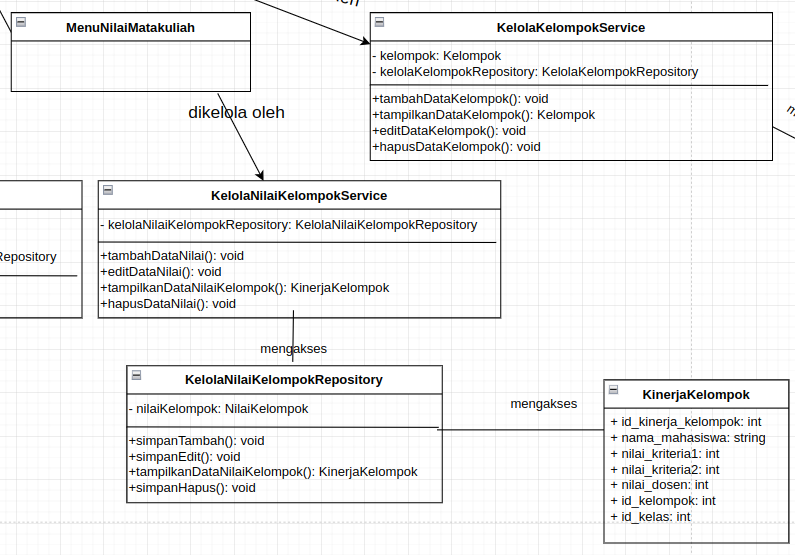 MenuNilaiMatakuliah
dikelola oleh
KelolaKelompokService
- kelompok: Kelompok
- kelolaKelompokRepository: KelolaKelompokRepository
+tambahDataKelompok(): void
+tampilkanDataKelompok(): Kelompok
+editDataKelompok(): void
+hapusDataKelompok(): void
Repository
KelolaNilaiKelompokService
- kelolaNilaiKelompokRepository: KelolaNilaiKelompokRepository
+tambahDataNilai(): void
+editDataNilai(): void
+tampilkanDataNilaiKelompok(): KinerjaKelompok
+hapusDataNilai(): void
mengakses
KelolaNilaiKelompokRepository
- nilaiKelompok: NilaiKelompok
+simpanTambah(): void
+simpanEdit(): void
+tampilkanDataNilaiKelompok(): KinerjaKelompok
+simpanHapus(): void
mengakses
KinerjaKelompok
+ id_kinerja_kelompok: int
+ nama_mahasiswa: string
+ nilai_kriteria1: int
+ nilai_kriteria2: int
+ nilai_dosen: int
+ id_kelompok: int
+ id_kelas: int